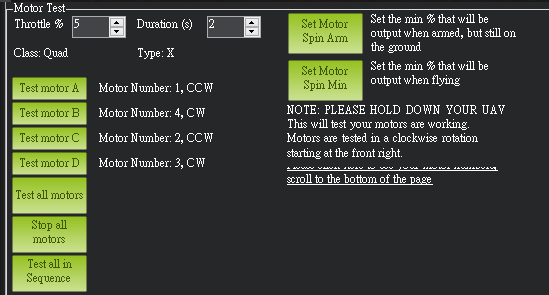 Motor Test
Throttle % 5 Duration (s) 2
Class: Quad Type: X
Test motor A Motor Number: 1, CCW
Test motor B Motor Number: 4, CW
Test motor C Motor Number: 2, CCW
Test motor D Motor Number: 3, CW
Test all motors
Stop all
motors
Test all in
Sequence
Set Motor
Spin Arm
Set the min % that will be
output when armed, but still on
the ground
Set Motor
Spin Min
Set the min % that will be
output when flying
NOTE: PLEASE HOLD DOWN YOUR UAV
This will test your motors are working.
Motors are tested in a clockwise rotation
starting at the front right.
scroll to the bottom of the page